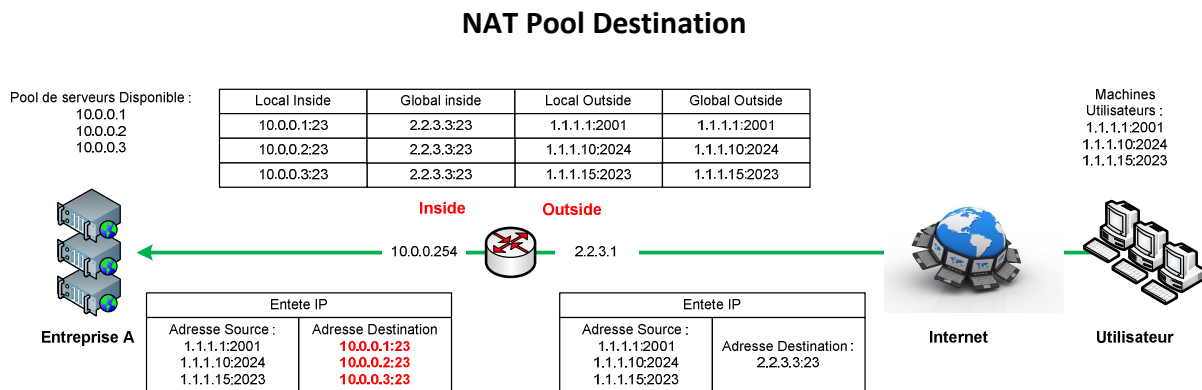 NAT Pool Destination
Pool de serveurs Disponible :
10.0.0.1
10.0.0.2
10.0.0.3
Local Inside Global inside Local Outside Global Outside
10.0.0.1:23 2.2.3.3:23 1.1.1.1:2001 1.1.1.1:2001
10.0.0.2:23 2.2.3.3:23 1.1.1.10:2024 1.1.1.10:2024
10.0.0.3:23 2.2.3.3:23 1.1.1.15:2023 1.1.1.15:2023
Machines
Utilisateurs :
1.1.1.1:2001
1.1.1.10:2024
1.1.1.15:2023
Inside Outside
10.0.0.254 2.2.3.1
Entreprise A
Internet
Utilisateur
Entete IP
Adresse Source :
1.1.1.1:2001
1.1.1.10:2024
1.1.1.15:2023
Adresse Destination
10.0.0.1:23
10.0.0.2:23
10.0.0.3:23
Entete IP
Adresse Source :
1.1.1.1:2001
1.1.1.10:2024
1.1.1.15:2023
Adresse Destination :
2.2.3.3:23